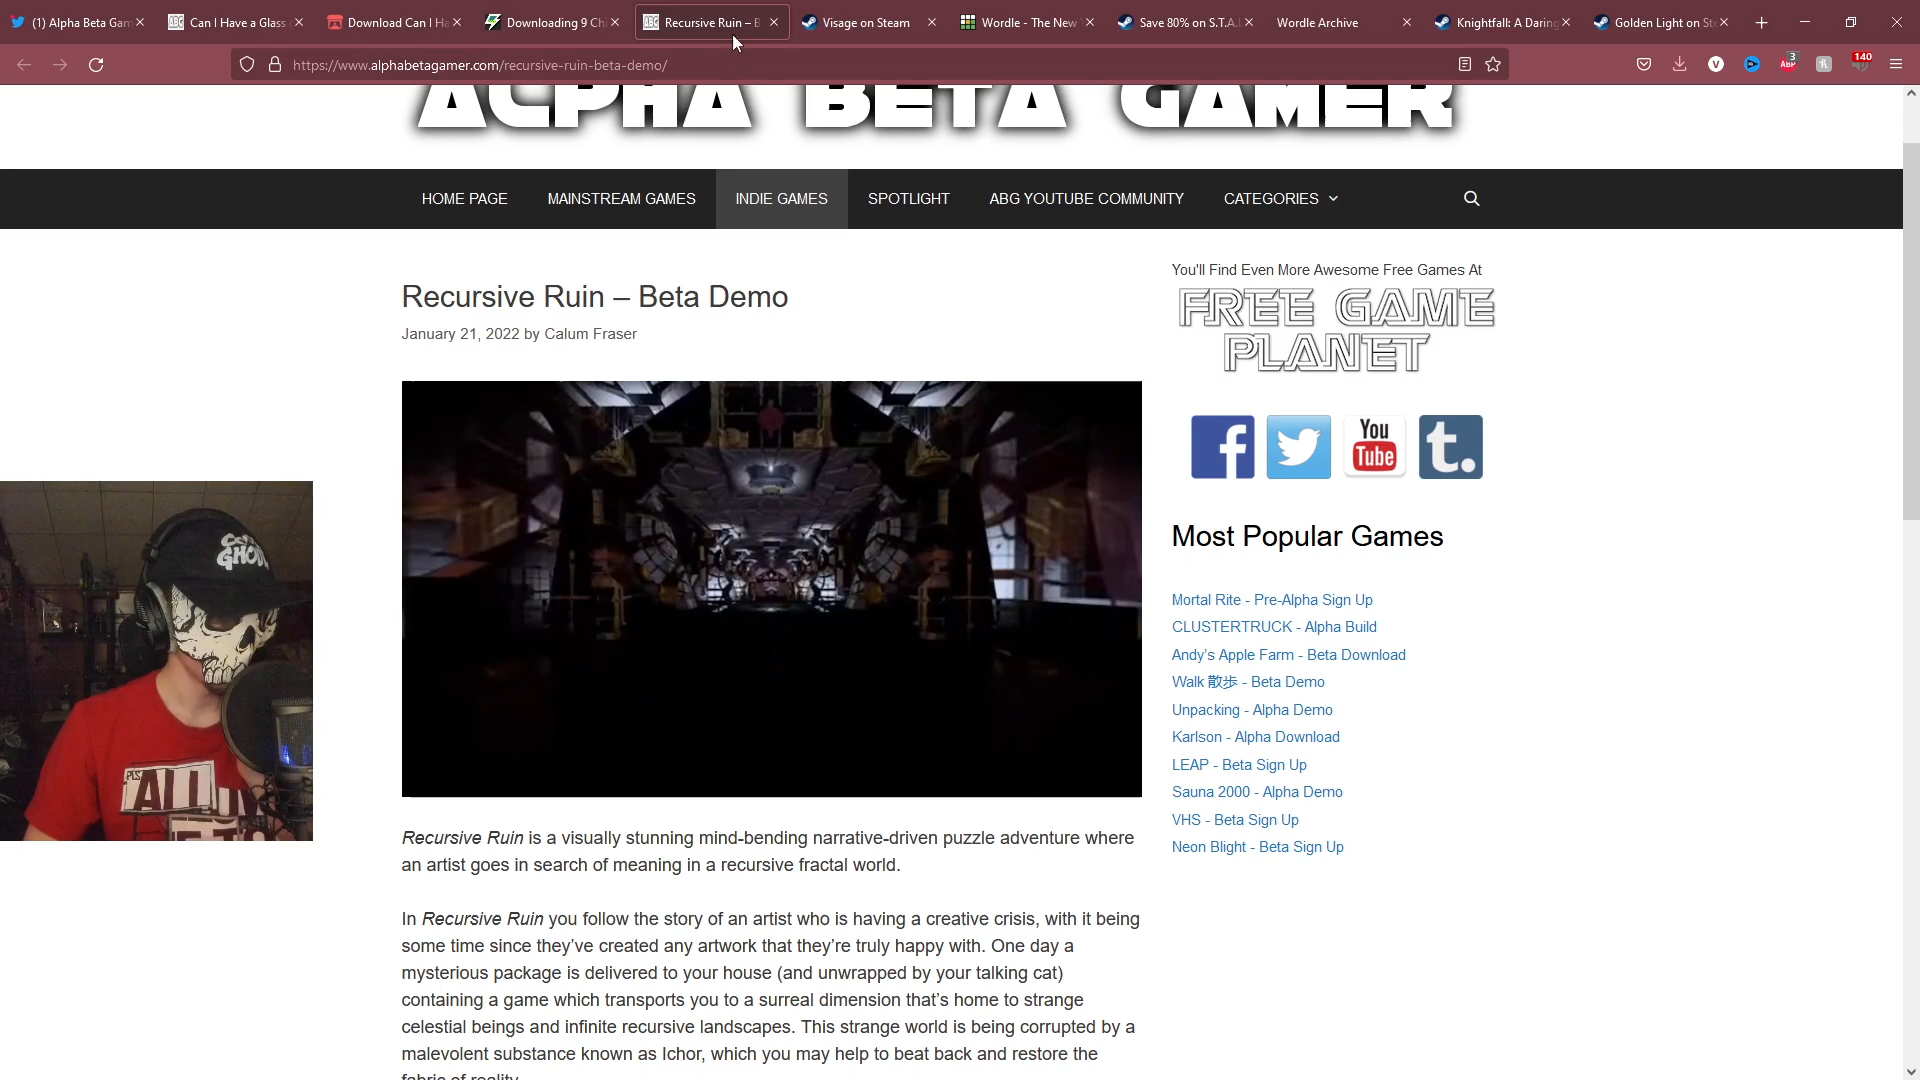 (1) Alpha Beta Gam
Can I Have a Glass o
Download Can I Ha
Downloading 9 Ch
Recursive Ruin – B
Visage on Steam
Wordle - The New
Save 80% on S.T.A.
Wordle Archive
Knightfall: A Daring
Golden Light on St
https://www.alphabetagamer.com/recursive-ruin-beta-demo/
ABP
3
140
ALPHA BETA GAMER
HOME PAGE
MAINSTREAM GAMES
INDIE GAMES
SPOTLIGHT
ABG YOUTUBE COMMUNITY
CATEGORIES
Recursive Ruin – Beta Demo
January 21, 2022 by Calum Fraser
Recursive Ruin is a visually stunning mind-bending narrative-driven puzzle adventure where
an artist goes in search of meaning in a recursive fractal world.
In Recursive Ruin you follow the story of an artist who is having a creative crisis, with it being
some time since they've created any artwork that they're truly happy with. One day a
mysterious package is delivered to your house (and unwrapped by your talking cat)
containing a game which transports you to a surreal dimension that's home to strange
celestial beings and infinite recursive landscapes. This strange world is being corrupted by a
malevolent substance known as Ichor, which you may help to beat back and restore the
fabric of reality.
You'll Find Even More Awesome Free Games At
FREE GAME
PLANET
You
Tube
Most Popular Games
Mortal Rite - Pre-Alpha Sign Up
CLUSTERTRUCK - Alpha Build
Andy's Apple Farm - Beta Download
Walk 散歩 - Beta Demo
Unpacking - Alpha Demo
Karlson - Alpha Download
LEAP - Beta Sign Up
Sauna 2000 - Alpha Demo
VHS - Beta Sign Up
Neon Blight - Beta Sign Up
GHOST
PLS